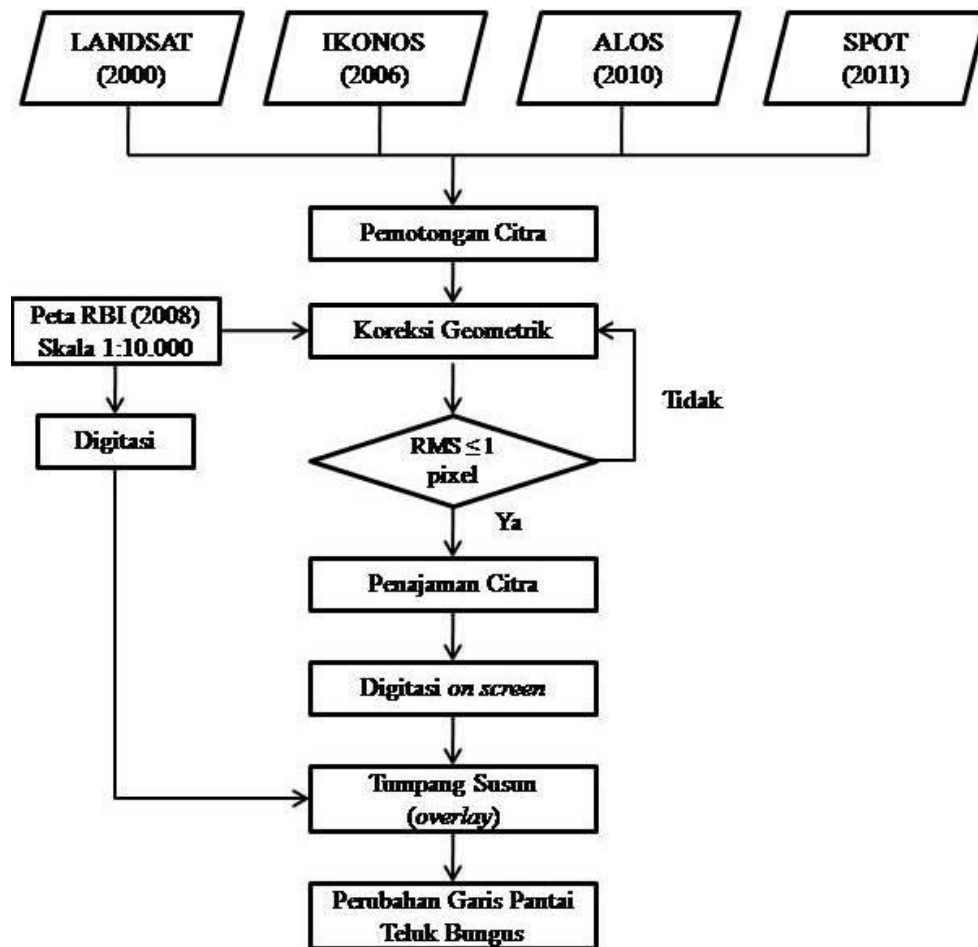 LANDSAT
(2000)
IKONOS
(2006)
ALOS
(2010)
SPOT
(2011)
Pemotongan Citra
Peta RBI (2008)
Skala 1:10.000
Koreksi Geometrik
Tidak
Digitasi
RMS ≤ 1
pixel
Ya
Penajaman Citra
Digitasi on screen
Tumpang Susun
(overlay)
Perubahan Garis Pantai
Teluk Bungus